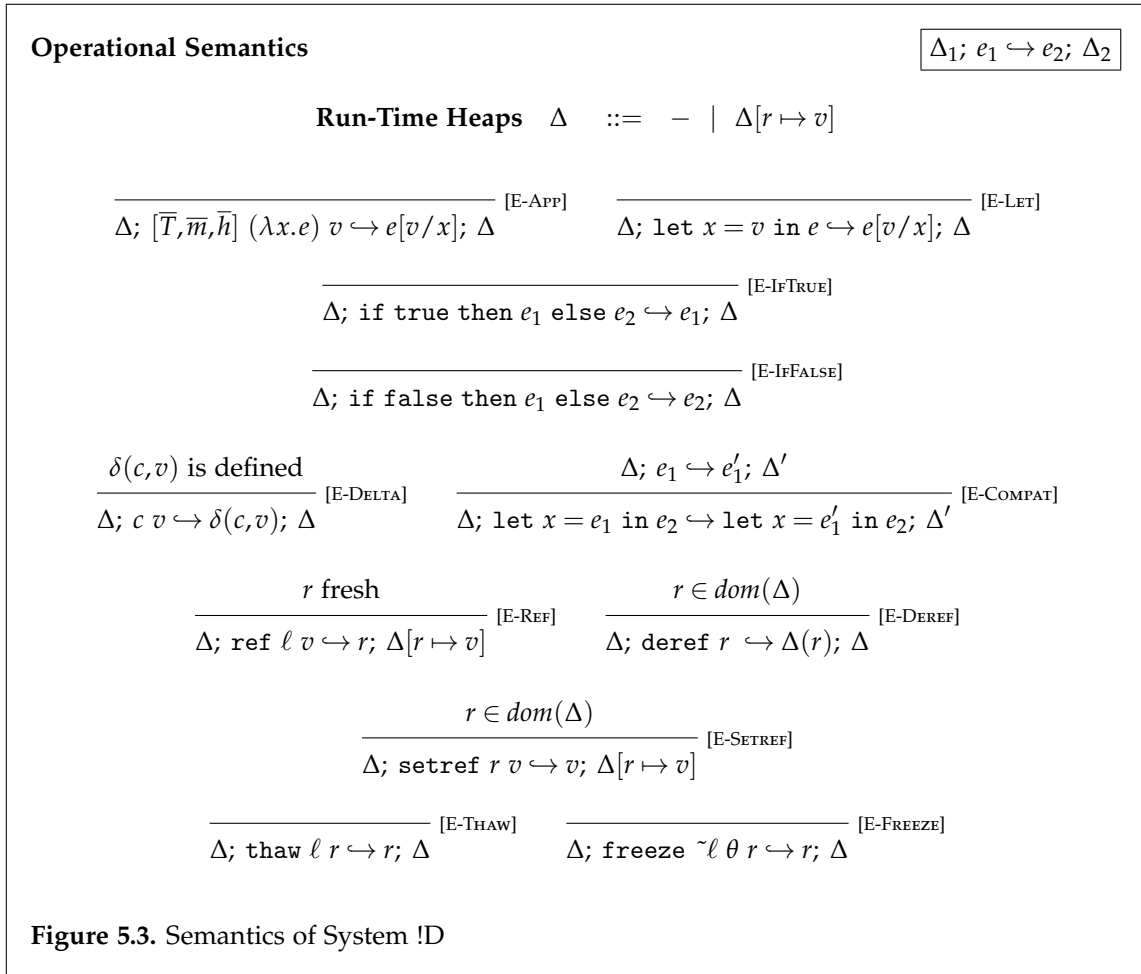 Operational Semantics Δ₁; e₁ ↪ e₂; Δ₂
Run-Time Heaps Δ ::= − | Δ[r ↦ v]
[E-App] [E-Let]
Δ; [T̅, m̅, h̅] (λx.e) v ↪ e[v/x]; Δ Δ; let x = v in e ↪ e[v/x]; Δ
[E-IfTrue]
Δ; if true then e₁ else e₂ ↪ e₁; Δ
[E-IfFalse]
Δ; if false then e₁ else e₂ ↪ e₂; Δ
δ(c, v) is defined Δ; e₁ ↪ e₁′; Δ′
[E-Delta] [E-Compat]
Δ; c v ↪ δ(c, v); Δ Δ; let x = e₁ in e₂ ↪ let x = e₁′ in e₂; Δ′
r fresh r ∈ dom(Δ)
[E-Ref] [E-Deref]
Δ; ref ℓ v ↪ r; Δ[r ↦ v] Δ; deref r ↪ Δ(r); Δ
r ∈ dom(Δ)
[E-Setref]
Δ; setref r v ↪ v; Δ[r ↦ v]
[E-Thaw] [E-Freeze]
Δ; thaw ℓ r ↪ r; Δ Δ; freeze ˜ℓ θ r ↪ r; Δ
Figure 5.3. Semantics of System !D